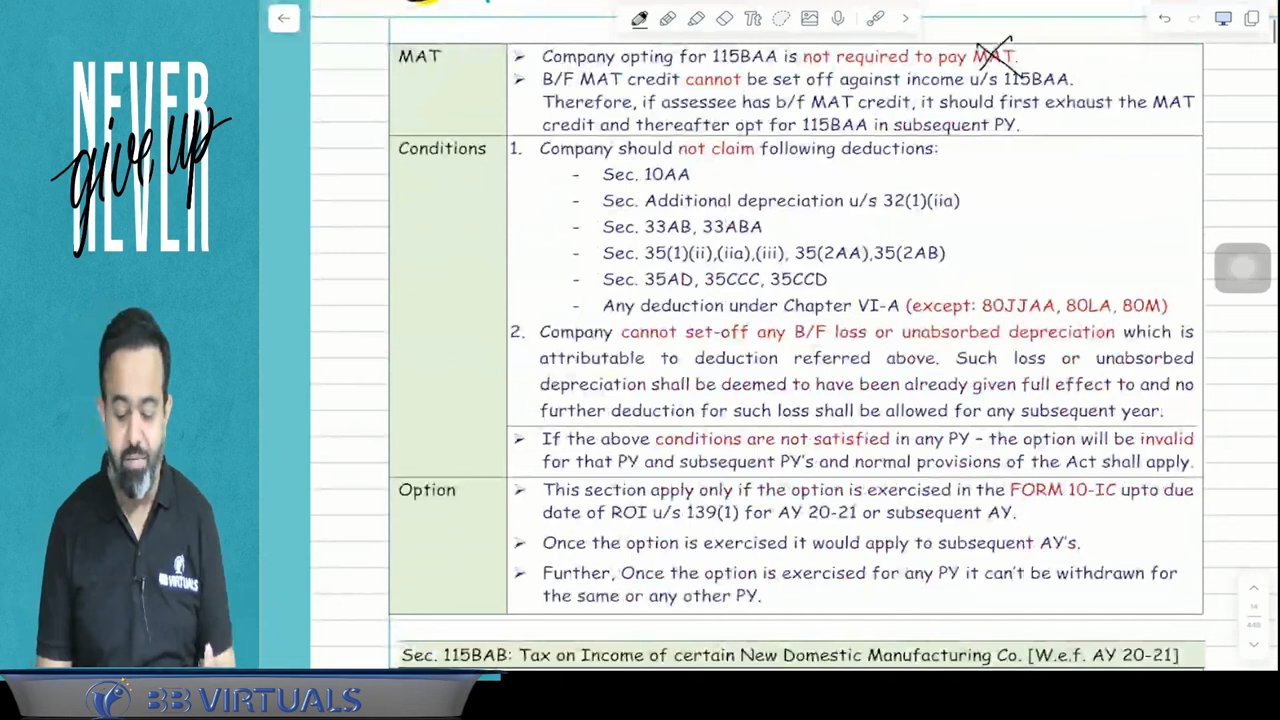 NEVER
give up
NEVER
MAT
➢ Company opting for 115BAA is not required to pay MAT.
➢ B/F MAT credit cannot be set off against income u/s 115BAA.
Therefore, if assessee has b/f MAT credit, it should first exhaust the MAT
credit and thereafter opt for 115BAA in subsequent PY.
Conditions
1. Company should not claim following deductions:
- Sec. 10AA
- Sec. Additional depreciation u/s 32(1)(iia)
- Sec. 33AB, 33ABA
- Sec. 35(1)(ii),(iia),(iii), 35(2AA),35(2AB)
- Sec. 35AD, 35CCC, 35CCD
- Any deduction under Chapter VI-A (except: 80JJAA, 80LA, 80M)
2. Company cannot set-off any B/F loss or unabsorbed depreciation which is
attributable to deduction referred above. Such loss or unabsorbed
depreciation shall be deemed to have been already given full effect to and no
further deduction for such loss shall be allowed for any subsequent year.
➢ If the above conditions are not satisfied in any PY – the option will be invalid
for that PY and subsequent PY's and normal provisions of the Act shall apply.
Option
➢ This section apply only if the option is exercised in the FORM 10-IC upto due
date of ROI u/s 139(1) for AY 20-21 or subsequent AY.
➢ Once the option is exercised it would apply to subsequent AY's.
➢ Further, Once the option is exercised for any PY it can't be withdrawn for
the same or any other PY.
Sec. 115BAB: Tax on Income of certain New Domestic Manufacturing Co. [W.e.f. AY 20-21]
14
440
BB VIRTUALS
BB VIRTUALS